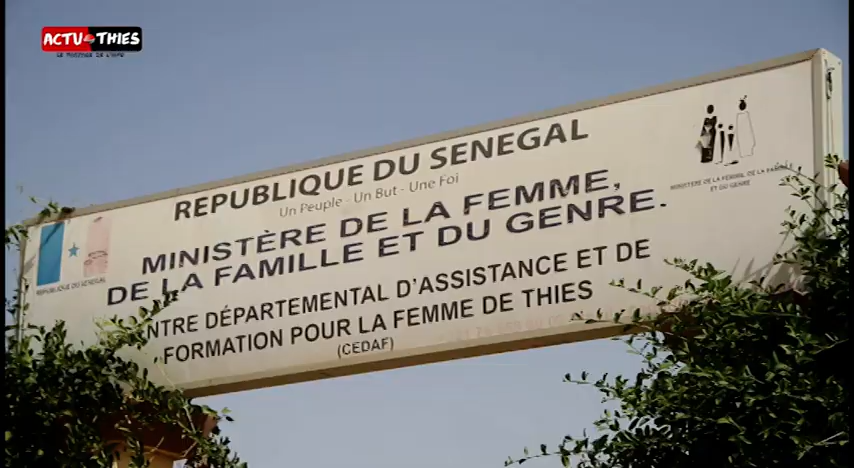 ACTU THIES
REPUBLIQUE DU SENEGAL
Un Peuple - Un But - Une Foi
MINISTÈRE DE LA FEMME,
DE LA FAMILLE ET DU GENRE.
NTRE DÉPARTEMENTAL D'ASSISTANCE ET DE
FORMATION POUR LA FEMME DE THIES
(CEDAF)
REPUBLIQUE DU SENEGAL
MINISTERE DE LA FEMME, DE LA FAMILLE
ET DU GENRE